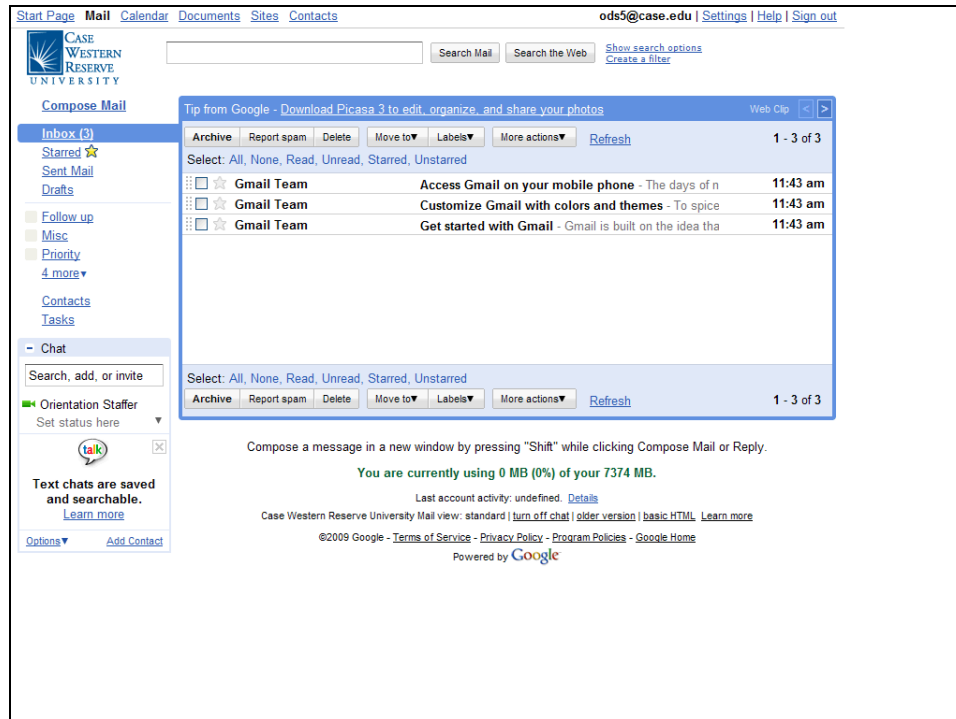 Start Page Mail Calendar Documents Sites Contacts ods5@case.edu | Settings | Help | Sign out
CASE
WESTERN
RESERVE
UNIVERSITY
Search Mail Search the Web Show search options
Create a filter
Compose Mail
Inbox (3)
Starred
Sent Mail
Drafts
Follow up
Misc
Priority
4 more▾
Contacts
Tasks
− Chat
Search, add, or invite
Orientation Staffer
Set status here ▼
talk
Text chats are saved
and searchable.
Learn more
Options▼ Add Contact
Tip from Google - Download Picasa 3 to edit, organize, and share your photos Web Clip < >
Archive Report spam Delete Move to▼ Labels▼ More actions▼ Refresh 1 - 3 of 3
Select: All, None, Read, Unread, Starred, Unstarred
Gmail Team Access Gmail on your mobile phone - The days of n 11:43 am
Gmail Team Customize Gmail with colors and themes - To spice 11:43 am
Gmail Team Get started with Gmail - Gmail is built on the idea tha 11:43 am
Select: All, None, Read, Unread, Starred, Unstarred
Archive Report spam Delete Move to▼ Labels▼ More actions▼ Refresh 1 - 3 of 3
Compose a message in a new window by pressing "Shift" while clicking Compose Mail or Reply.
You are currently using 0 MB (0%) of your 7374 MB.
Last account activity: undefined. Details
Case Western Reserve University Mail view: standard | turn off chat | older version | basic HTML Learn more
©2009 Google - Terms of Service - Privacy Policy - Program Policies - Google Home
Powered by Google